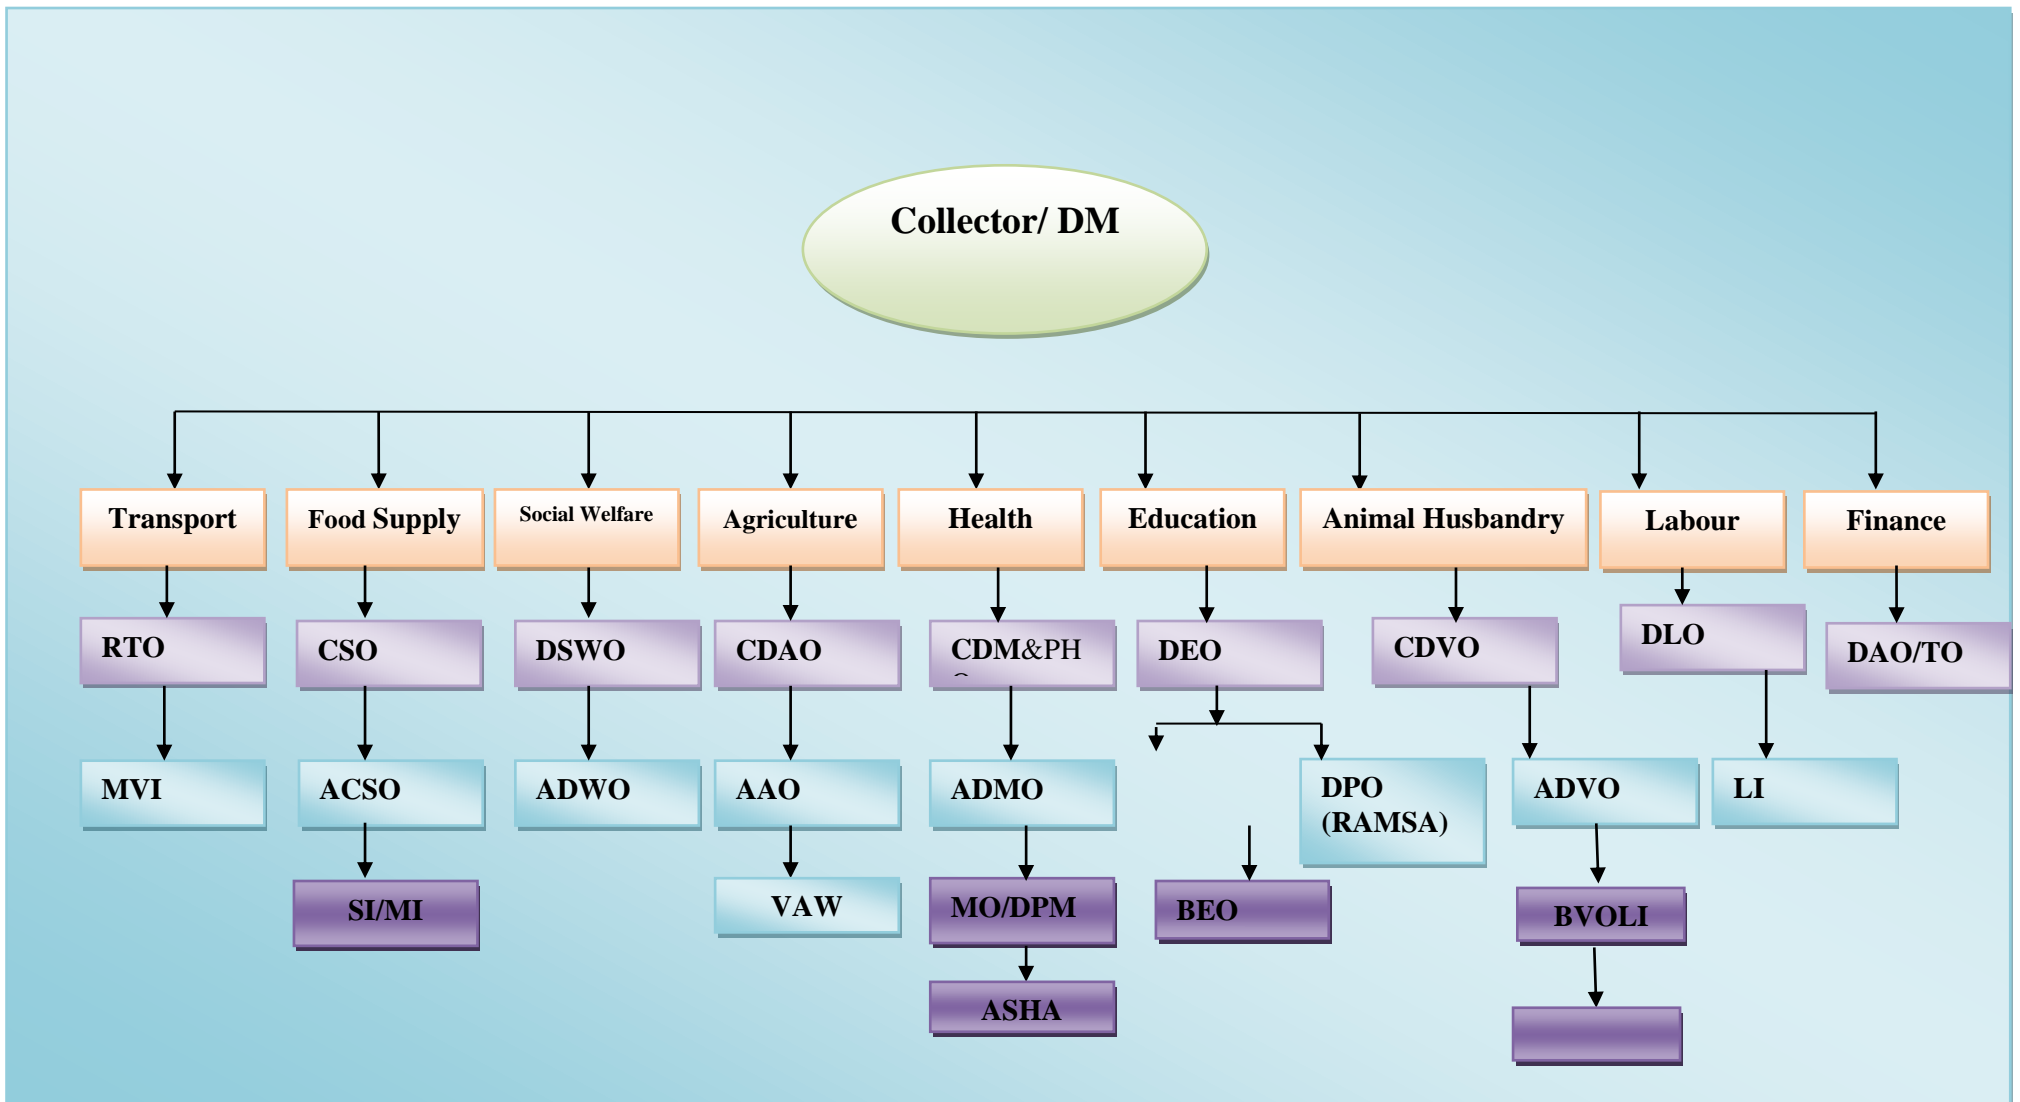 Collector/ DM
Transport
Food Supply
Social Welfare
Agriculture
Health
Education
Animal Husbandry
Labour
Finance
RTO
CSO
DSWO
CDAO
CDM&PH
DEO
CDVO
DLO
DAO/TO
MVI
ACSO
ADWO
AAO
ADMO
DPO
(RAMSA)
ADVO
LI
SI/MI
VAW
MO/DPM
BEO
BVOLI
ASHA